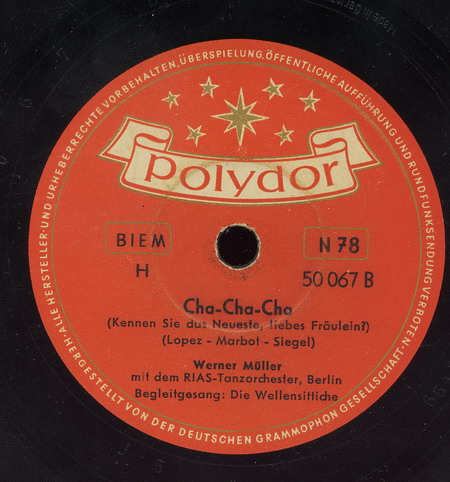 ALLE HERSTELLER- UND URHEBERRECHTE VORBEHALTEN, ÜBERSPIELUNG, ÖFFENTLICHE AUFFÜHRUNG UND RUNDFUNKSENDUNG VERBOTEN.
polydor
BIEM
N 78
H
50 067 B
Cha-Cha-Cha
(Kennen Sie das Neueste, liebes Fräulein?)
(Lopez - Marbot - Siegel)
Werner Müller
mit dem RIAS-Tanzorchester, Berlin
Begleitgesang: Die Wellensittiche
HERGESTELLT VON DER DEUTSCHEN GRAMMOPHON GESELLSCHAFT